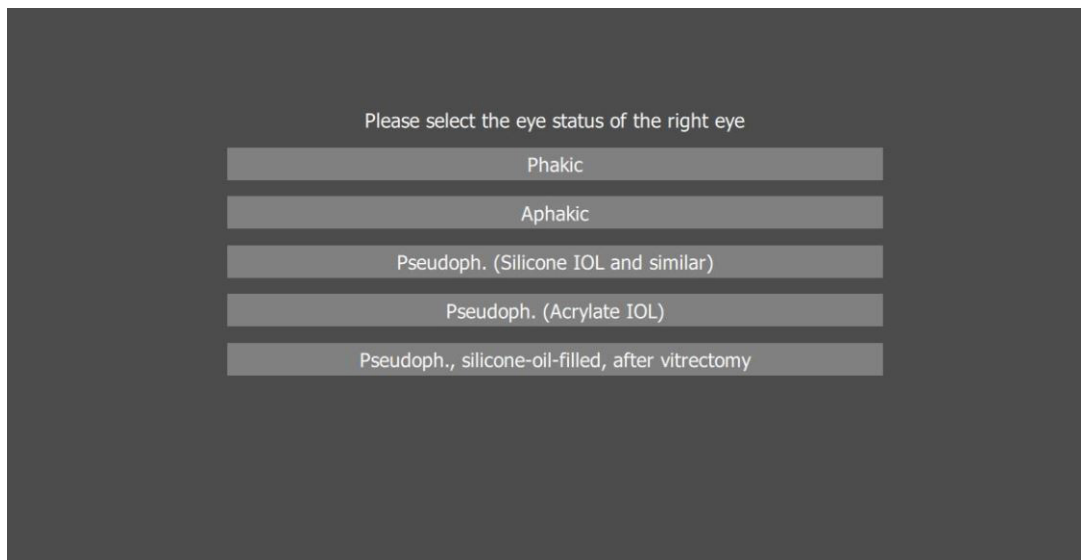 Please select the eye status of the right eye
Phakic
Aphakic
Pseudoph. (Silicone IOL and similar)
Pseudoph. (Acrylate IOL)
Pseudoph., silicone-oil-filled, after vitrectomy